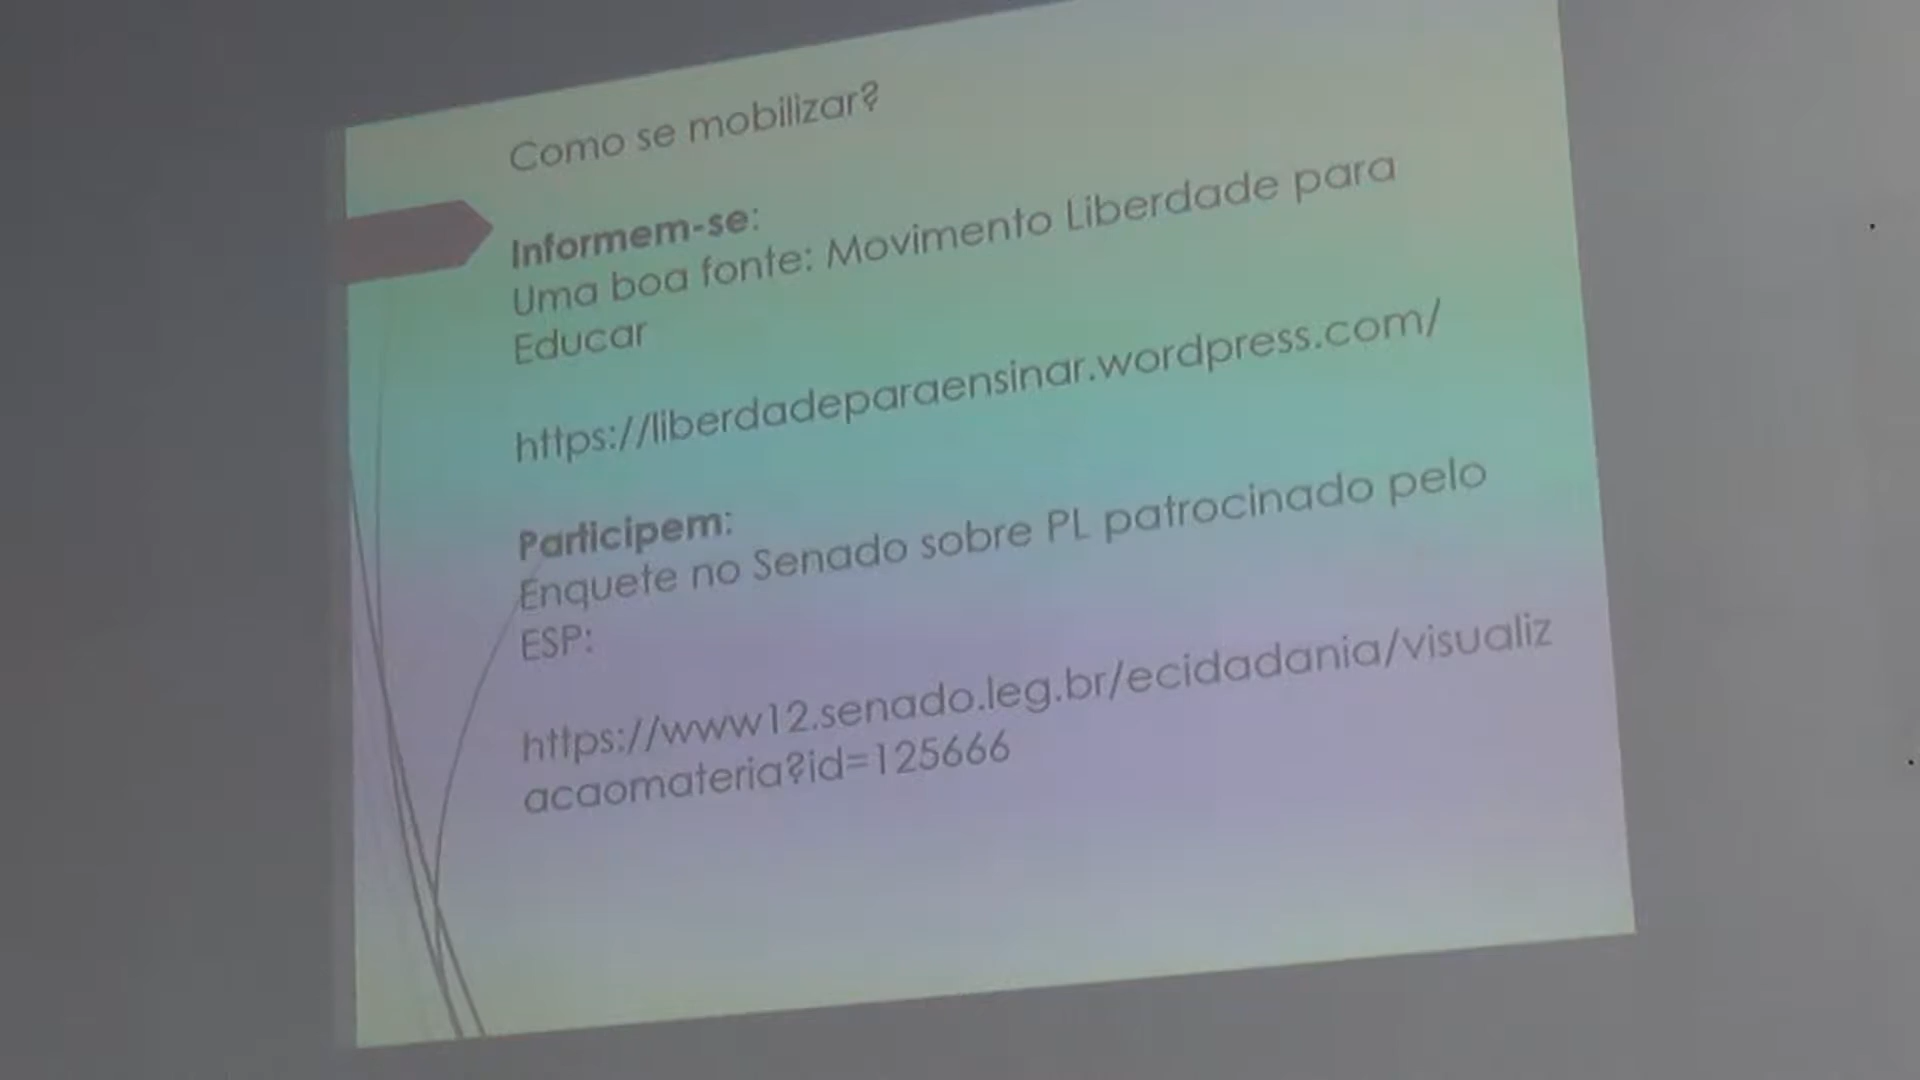 Como se mobilizar?
Informem-se:
Uma boa fonte: Movimento Liberdade para
Educar
https://liberdadeparaensinar.wordpress.com/
Participem:
Enquete no Senado sobre PL patrocinado pelo
ESP:
https://www12.senado.leg.br/ecidadania/visualiz
acaomateria?id=125666